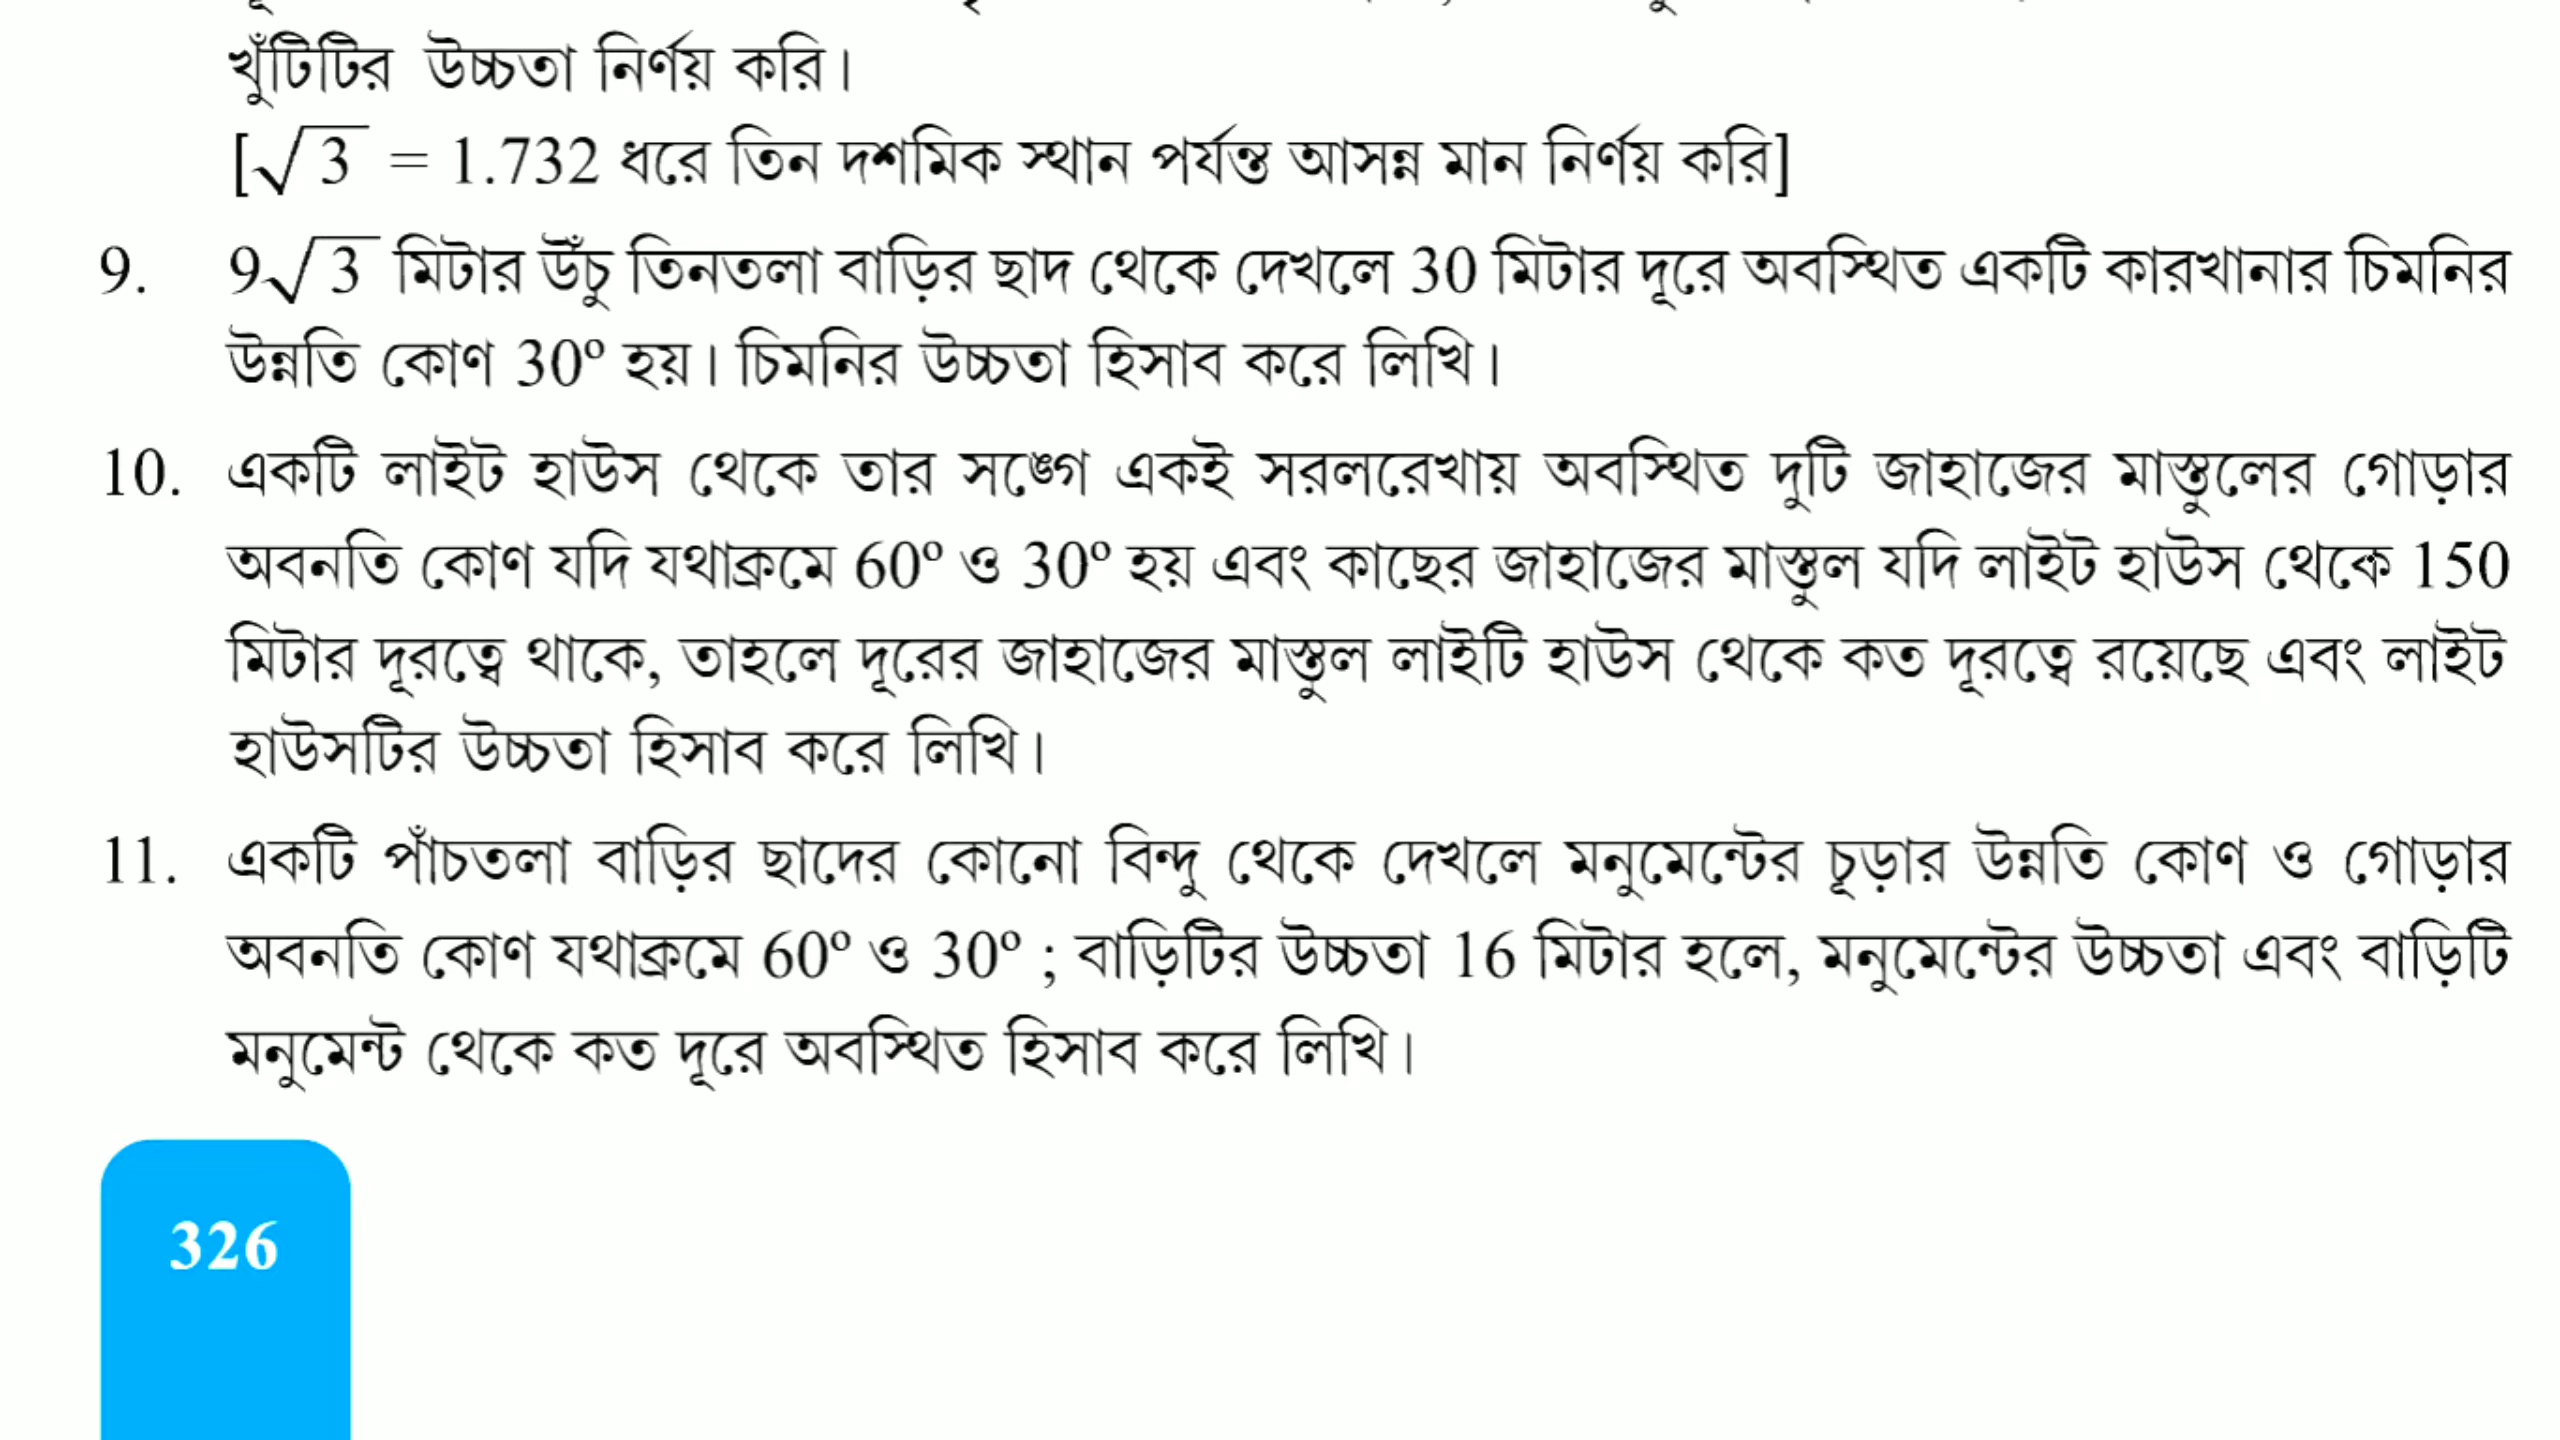 খুঁটিটির উচ্চতা নির্ণয় করি।
[√3 = 1.732 ধরে তিন দশমিক স্থান পর্যন্ত আসন্ন মান নির্ণয় করি]
9. 9√3 মিটার উঁচু তিনতলা বাড়ির ছাদ থেকে দেখলে 30 মিটার দূরে অবস্থিত একটি কারখানার চিমনির
উন্নতি কোণ 30° হয়। চিমনির উচ্চতা হিসাব করে লিখি।
10. একটি লাইট হাউস থেকে তার সঙ্গে একই সরলরেখায় অবস্থিত দুটি জাহাজের মাস্তুলের গোড়ার
অবনতি কোণ যদি যথাক্রমে 60° ও 30° হয় এবং কাছের জাহাজের মাস্তুল যদি লাইট হাউস থেকে 150
মিটার দূরত্বে থাকে, তাহলে দূরের জাহাজের মাস্তুল লাইটি হাউস থেকে কত দূরত্বে রয়েছে এবং লাইট
হাউসটির উচ্চতা হিসাব করে লিখি।
11. একটি পাঁচতলা বাড়ির ছাদের কোনো বিন্দু থেকে দেখলে মনুমেন্টের চূড়ার উন্নতি কোণ ও গোড়ার
অবনতি কোণ যথাক্রমে 60° ও 30° ; বাড়িটির উচ্চতা 16 মিটার হলে, মনুমেন্টের উচ্চতা এবং বাড়িটি
মনুমেন্ট থেকে কত দূরে অবস্থিত হিসাব করে লিখি।
326